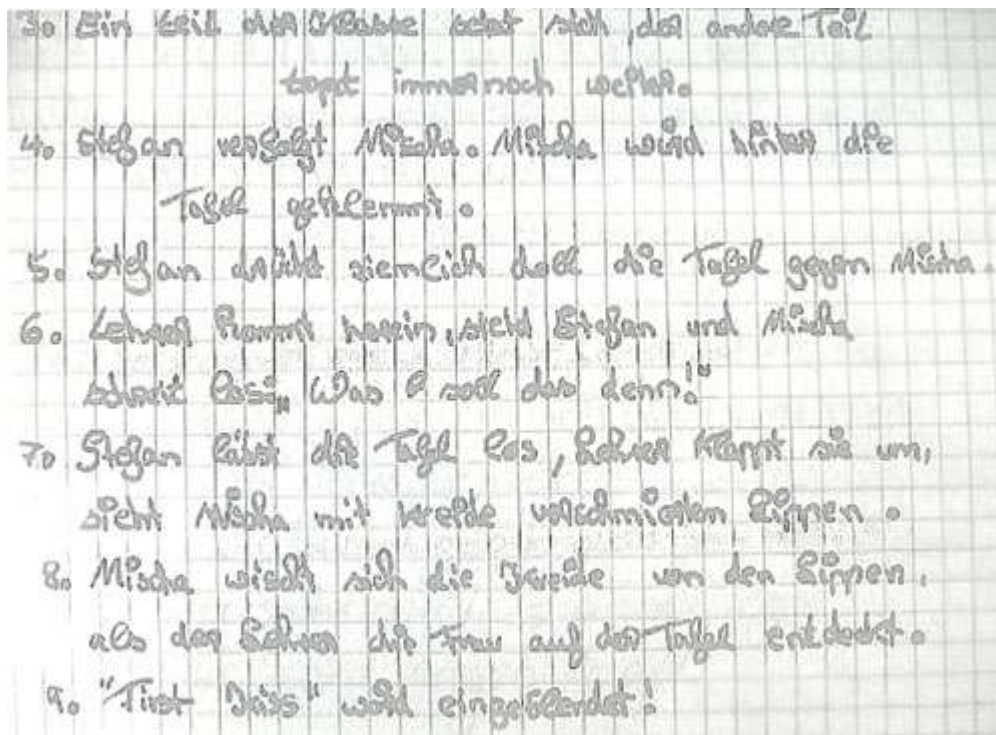 3. Ein teil der Klasse setzt sich, der andere Teil
topt immernoch weiter.
4. Stefan verfolgt Mischa. Mischa wird hinter die
Tafel geklemmt.
5. Stefan drückt ziemlich doll die Tafel gegen Mischa.
6. Lehrer kommt herein, sieht Stefan und Mischa
schreit los: „Was soll das denn!"
7. Stefan lässt die Tafel los, Lehrer klappt sie um,
sieht Mischa mit kreide verschmierten Lippen.
8. Mischa wischt sich die Kreide von den Lippen,
als der Lehrer die Frau auf der Tafel entdeckt.
9. "First Kiss" wird eingeblendet!